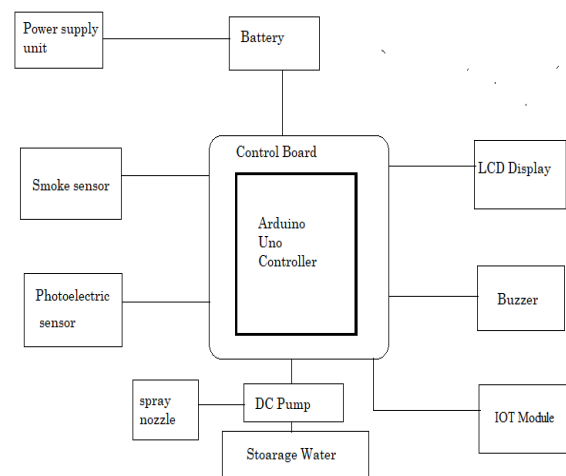 Power supply
unit
Battery
Control Board
Smoke sensor
LCD Display
Arduino
Uno
Controller
Photoelectric
sensor
Buzzer
spray
nozzle
DC Pump
IOT Module
Stoarage Water